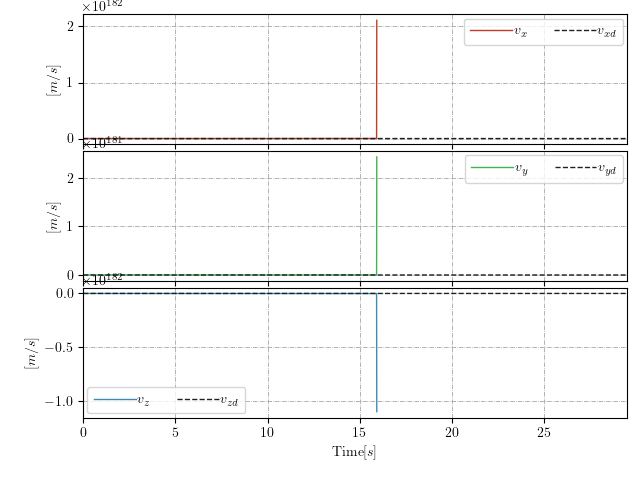 ×10^182
2
1
0
[m/s]
v_x
v_xd
×10^181
2
1
0
[m/s]
v_y
v_yd
×10^182
0.0
−0.5
−1.0
[m/s]
v_z
v_zd
0 5 10 15 20 25
Time[s]